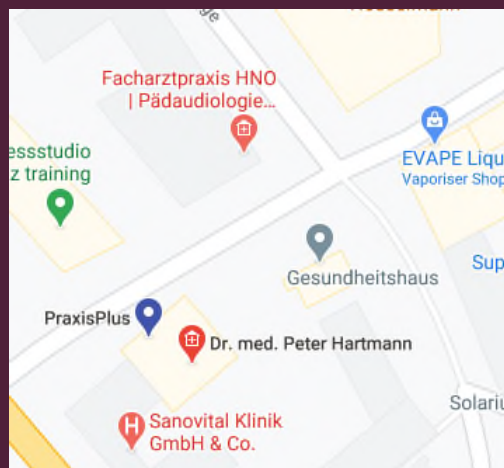 Facharztpraxis HNO
| Pädaudiologie...
essstudio
z training
EVAPE Liqu
Vaporiser Shop
Gesundheitshaus
Sup
PraxisPlus
Dr. med. Peter Hartmann
Solariu
Sanovital Klinik
GmbH & Co.
H